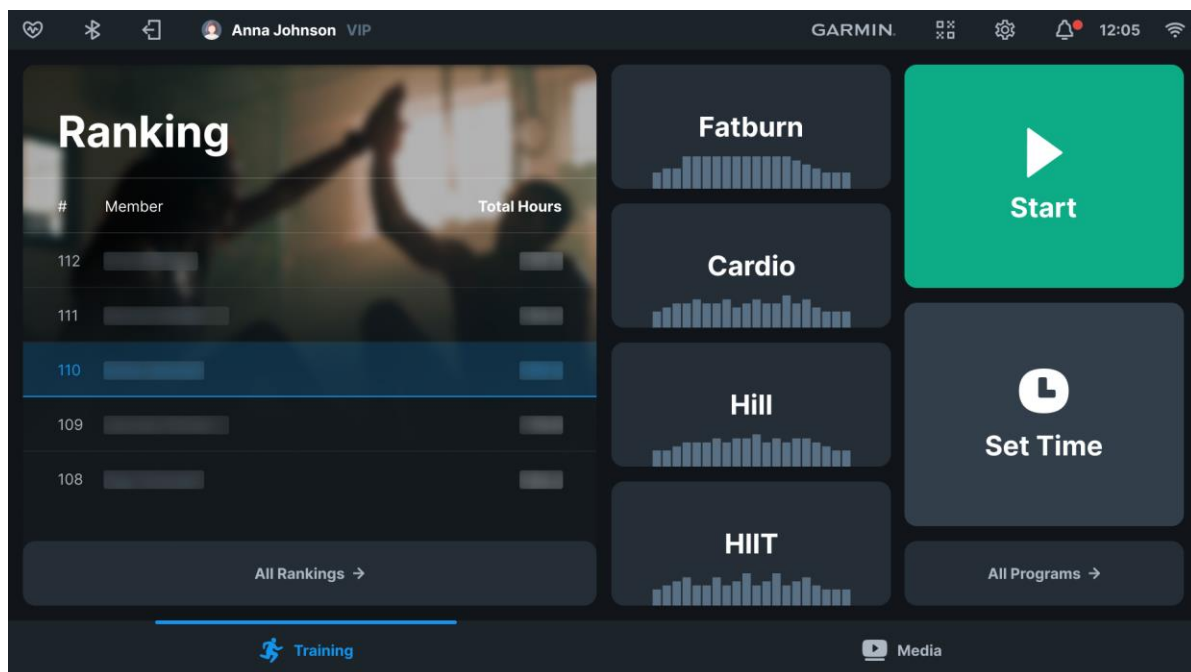 Anna Johnson VIP
GARMIN.
12:05
Ranking
# Member Total Hours
112
111
110
109
108
All Rankings →
Fatburn
Cardio
Hill
HIIT
Start
Set Time
All Programs →
Training
Media